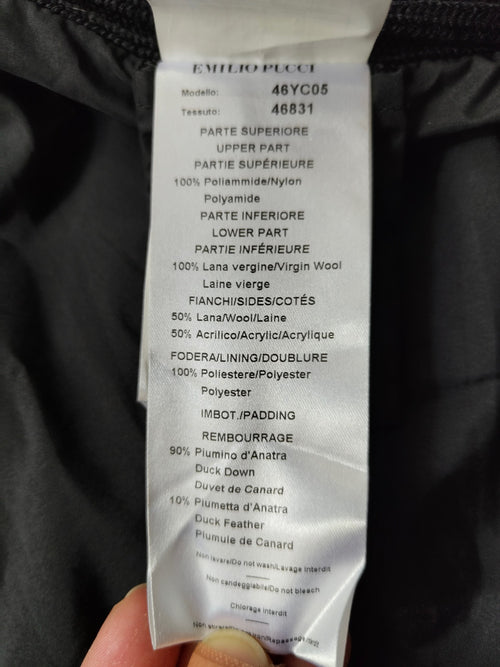 EMILIO PUCCI
Modello: 46YC05
Tessuto: 46831
PARTE SUPERIORE
UPPER PART
PARTIE SUPÉRIEURE
100% Poliammide/Nylon
Polyamide
PARTE INFERIORE
LOWER PART
PARTIE INFÉRIEURE
100% Lana vergine/Virgin Wool
Laine vierge
FIANCHI/SIDES/COTÉS
50% Lana/Wool/Laine
50% Acrilico/Acrylic/Acrylique
FODERA/LINING/DOUBLURE
100% Poliestere/Polyester
Polyester
IMBOT./PADDING
REMBOURRAGE
90% Piumino d'Anatra
Duck Down
Duvet de Canard
10% Piumetta d'Anatra
Duck Feather
Plumule de Canard
Non lavare/Do not wash/Lavage Interdit
Non candeggiabile/Do not bleach
Chlorage Interdit
Non stirare/Do